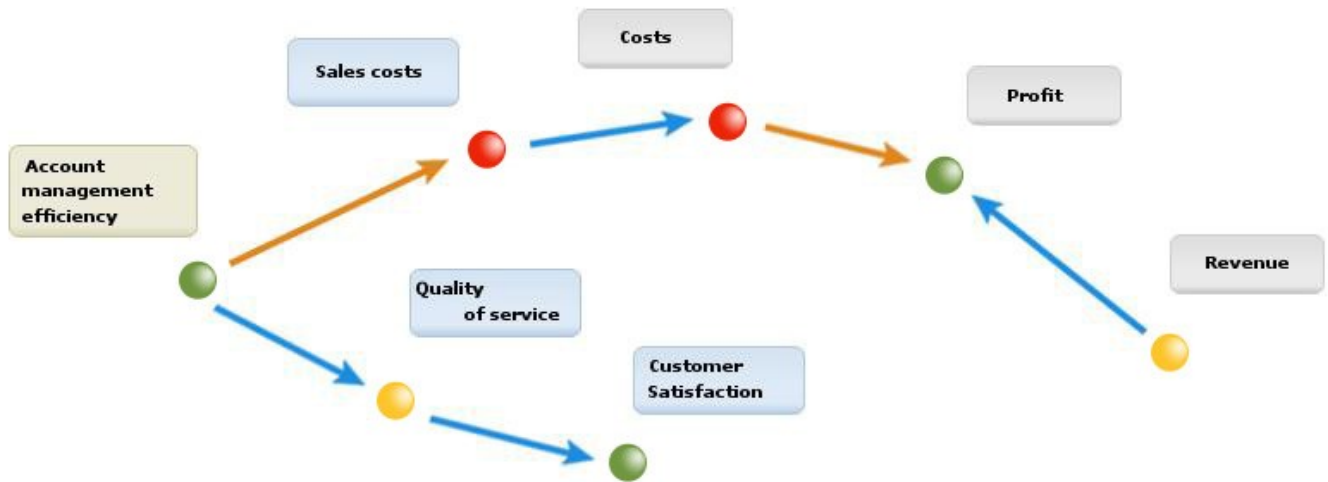 Costs
Sales costs
Profit
Account
management
efficiency
Revenue
Quality
of service
Customer
Satisfaction